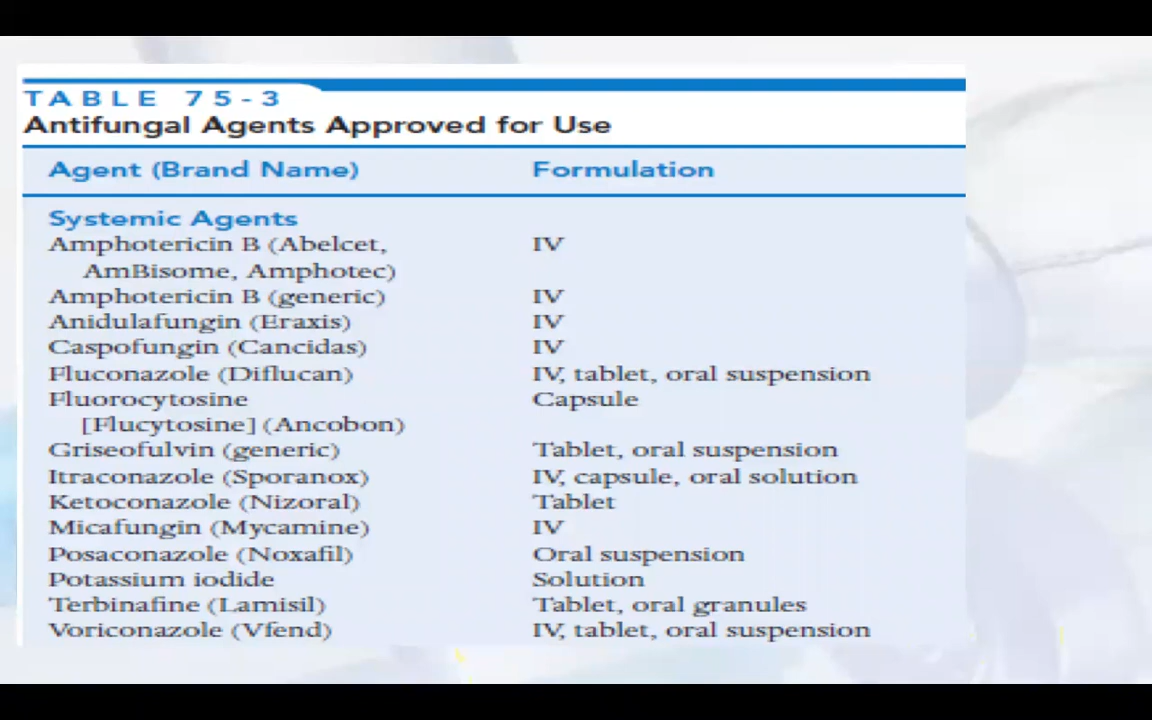 TABLE 75-3
Antifungal Agents Approved for Use
Agent (Brand Name) Formulation
Systemic Agents
Amphotericin B (Abelcet, IV
AmBisome, Amphotec)
Amphotericin B (generic) IV
Anidulafungin (Eraxis) IV
Caspofungin (Cancidas) IV
Fluconazole (Diflucan) IV, tablet, oral suspension
Fluorocytosine Capsule
[Flucytosine] (Ancobon)
Griseofulvin (generic) Tablet, oral suspension
Itraconazole (Sporanox) IV, capsule, oral solution
Ketoconazole (Nizoral) Tablet
Micafungin (Mycamine) IV
Posaconazole (Noxafil) Oral suspension
Potassium iodide Solution
Terbinafine (Lamisil) Tablet, oral granules
Voriconazole (Vfend) IV, tablet, oral suspension